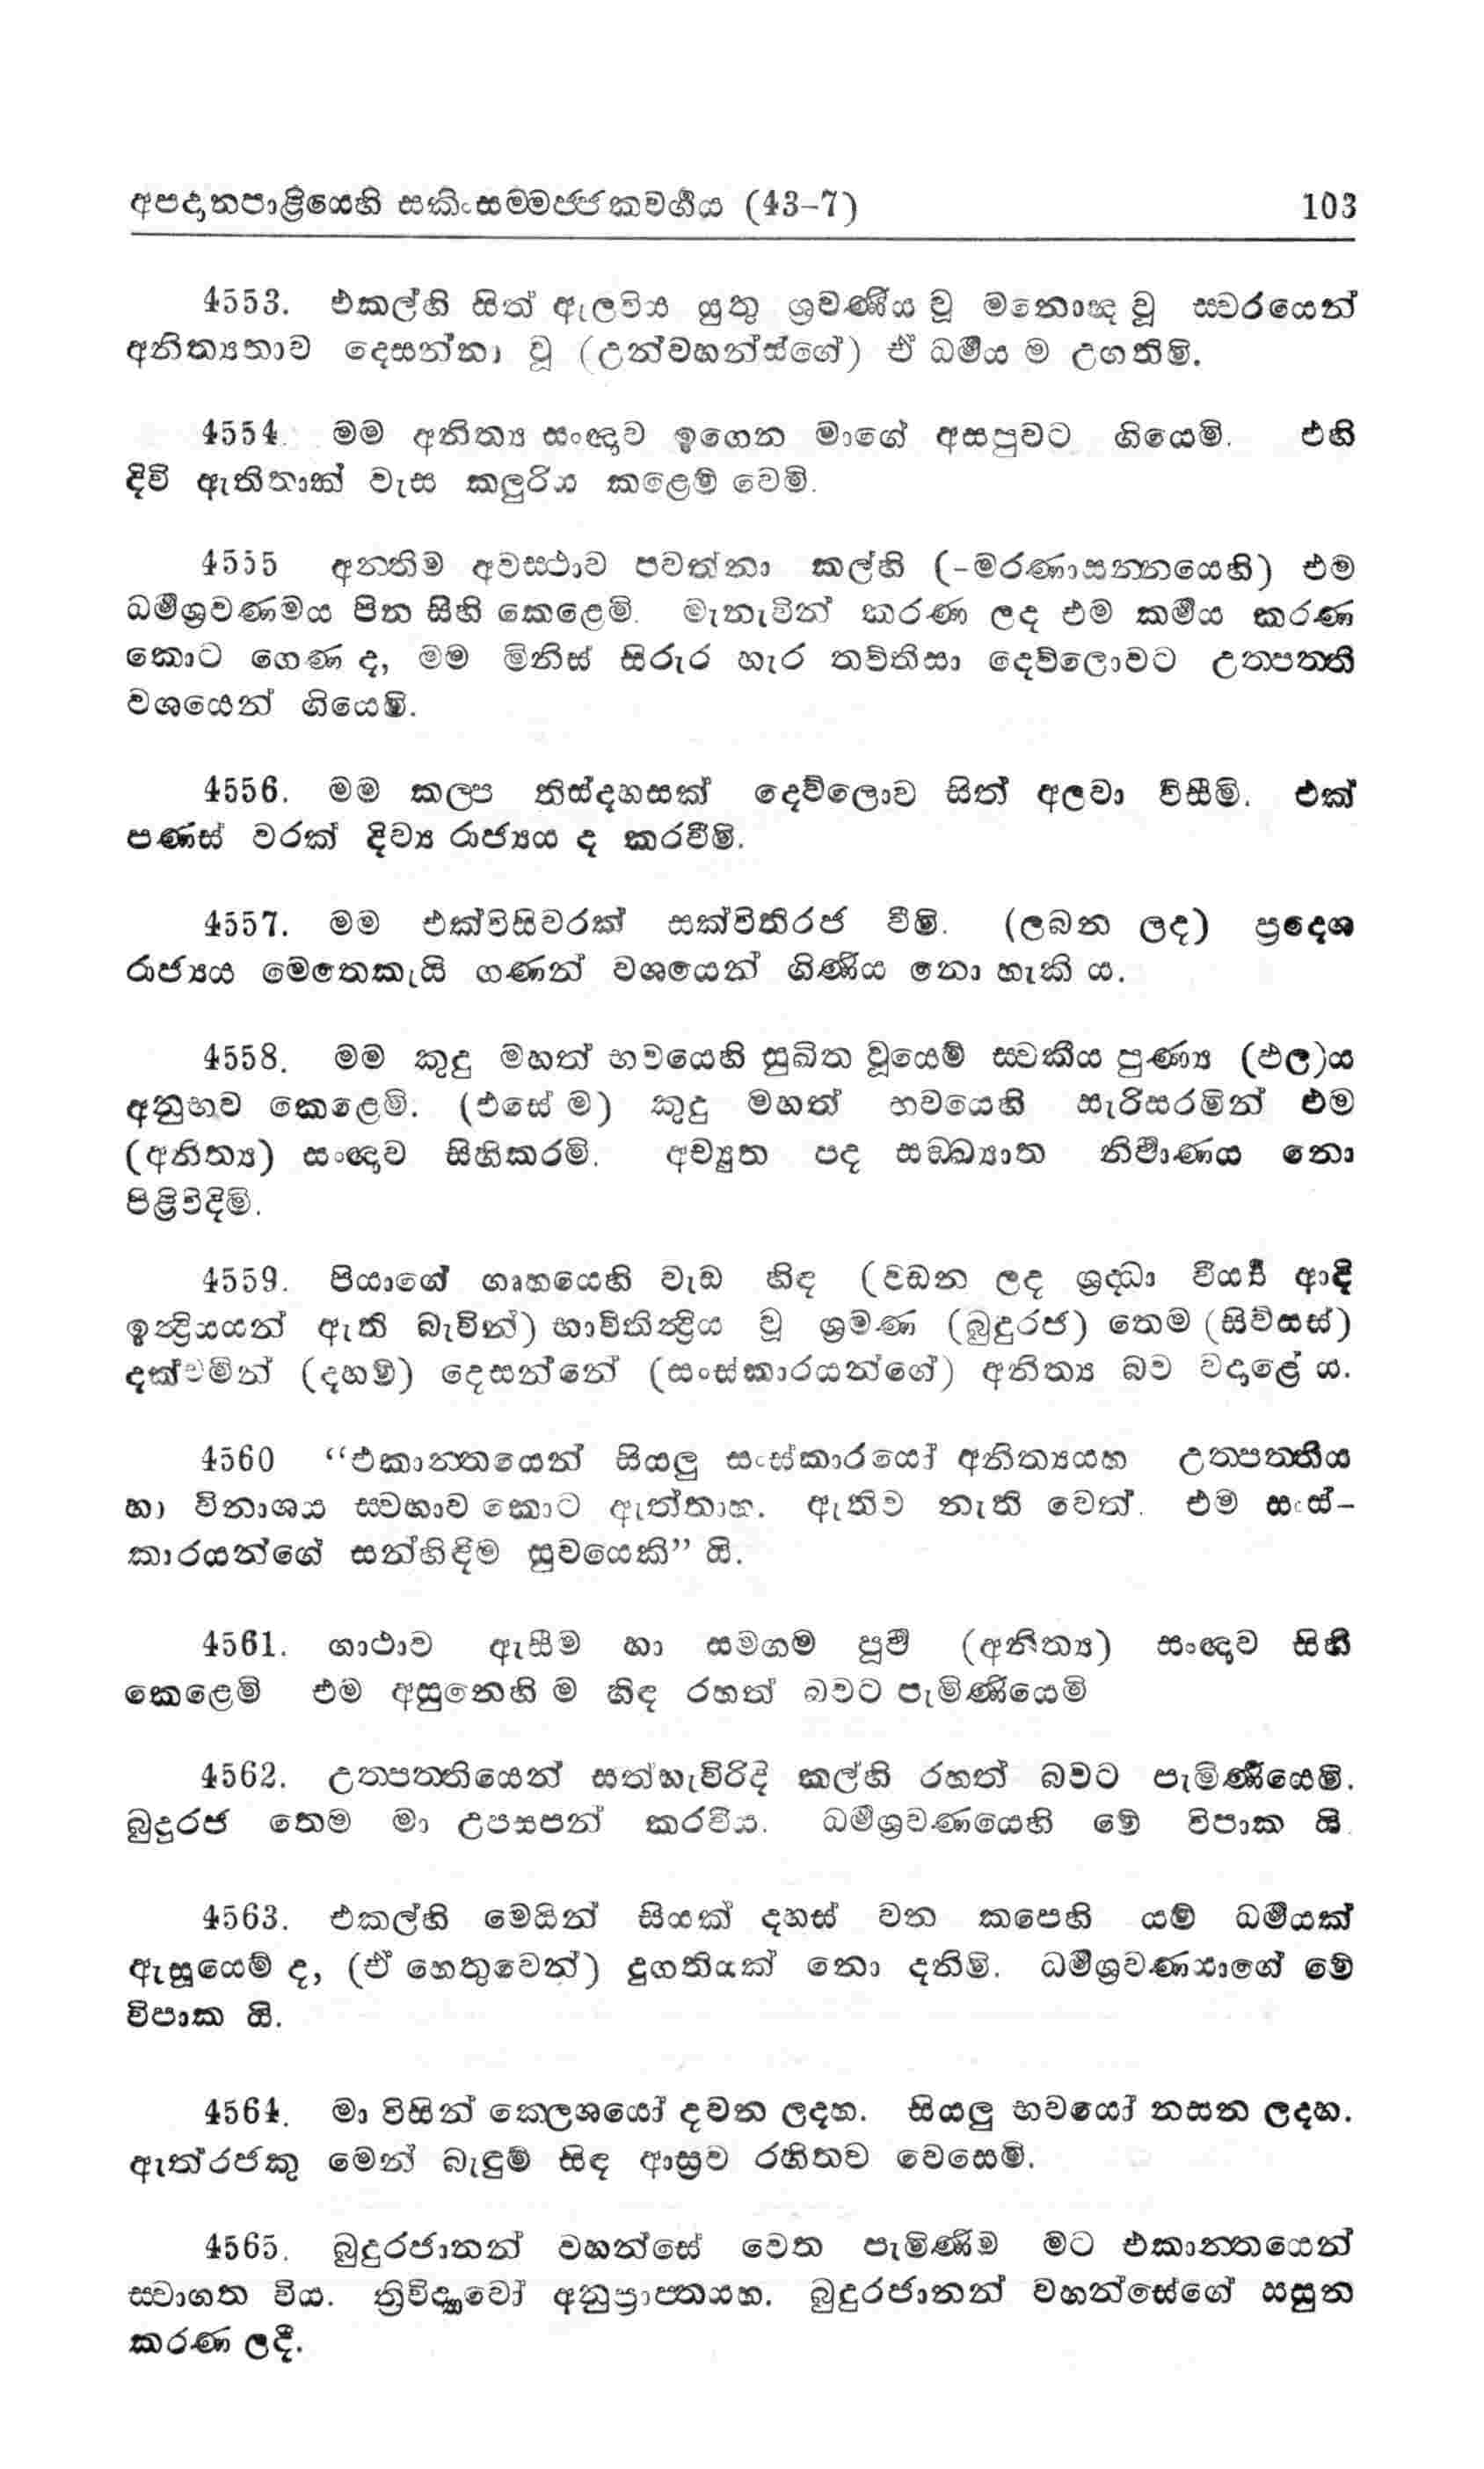 අපදානපාළියෙහි සකිංසම්මජ්ජකවර්ගය (43-7) 103
4553. එකල්හි සිත් ඇලවිය යුතු ශ්‍රවණීය වූ මනොඥ වූ ස්වරයෙන්
අනිත්‍යතාව දෙසන්නා වූ (උන්වහන්ස්ගේ) ඒ ධර්මය ම උගතිමි.
4554. මම අනිත්‍ය සංඥාව ඉගෙන මාගේ අසපුවට ගියෙමි. එහි
දිවි ඇතිතාක් වැස කලුරිය කළෙම් වෙමි.
4555 අන්තිම අවස්ථාව පවත්නා කල්හි (-මරණාසන්නයෙහි) එම
ධර්මශ්‍රවණමය පින සිහි කෙළෙමි. මැනැවින් කරණ ලද එම කර්මය කරණ
කොට ගෙණ ද, මම මිනිස් සිරුර හැර තව්තිසා දෙව්ලොවට උත්පත්ති
වශයෙන් ගියෙමි.
4556. මම කල්ප තිස්දහසක් දෙව්ලොව සිත් අලවා විසීමි. එක්
පණස් වරක් දිව්‍ය රාජ්‍යය ද කරවීමි.
4557. මම එක්විසිවරක් සක්විතිරජ වීමි. (ලබන ලද) ප්‍රදෙශ
රාජ්‍යය මෙතෙකැයි ගණන් වශයෙන් ගිණිය නො හැකි ය.
4558. මම කුදු මහත් භවයෙහි සුඛිත වූයෙම් ස්වකීය පුණ්‍ය (ඵල)ය
අනුභව කෙළෙමි. (එසේ ම) කුදු මහත් භවයෙහි සැරිසරමින් එම
(අනිත්‍ය) සංඥාව සිහිකරමි. අච්‍යුත පද සඞ්ඛ්‍යාත නිර්වාණය නො
පිළිවිදිමි.
4559. පියාගේ ගෘහයෙහි වැඩ හිඳ (වඩන ලද ශ්‍රද්ධා වීර්ය්‍ය ආදි
ඉන්ද්‍රියයන් ඇති බැවින්) භාවිතින්ද්‍රිය වූ ශ්‍රමණ (බුදුරජ) තෙම (සිව්සස්)
දක්වමින් (දහම්) දෙසන්නේ (සංස්කාරයන්ගේ) අනිත්‍ය බව වදාළේ ය.
4560 “එකාන්තයෙන් සියලු සංස්කාරයෝ අනිත්‍යයහ උත්පත්තිය
හා විනාශය ස්වභාව කොට ඇත්තාහ. ඇතිව නැති වෙත්. එම සංස්-
කාරයන්ගේ සන්හිඳීම සුවයෙකි” යි.
4561. ගාථාව ඇසීම හා සමගම පූර්ව (අනිත්‍ය) සංඥාව සිහි
කෙළෙමි එම අසුනෙහි ම හිඳ රහත් බවට පැමිණියෙමි
4562. උත්පත්තියෙන් සත්හැවිරිදි කල්හි රහත් බවට පැමිණියෙමි.
බුදුරජ තෙම මා උපසපන් කරවීය. ධර්මශ්‍රවණයෙහි මේ විපාක යි.
4563. එකල්හි මෙයින් සියක් දහස් වන කපෙහි යම් ධර්මයක්
ඇසූයෙම් ද, (ඒ හෙතුවෙන්) දුගතියක් නො දනිමි. ධර්මශ්‍රවණයාගේ මේ
විපාක යි.
4564. මා විසින් කෙලශයෝ දවන ලදහ. සියලු භවයෝ නසන ලදහ.
ඇත්රජකු මෙන් බැඳුම් සිඳ ආස්‍රව රහිතව වෙසෙමි.
4565. බුදුරජානන් වහන්සේ වෙත පැමිණීම මට එකාන්තයෙන්
ස්වාගත විය. ත්‍රිවිද්‍යාවෝ අනුප්‍රාප්තයහ. බුදුරජානන් වහන්සේගේ සසුන
කරණ ලදී.